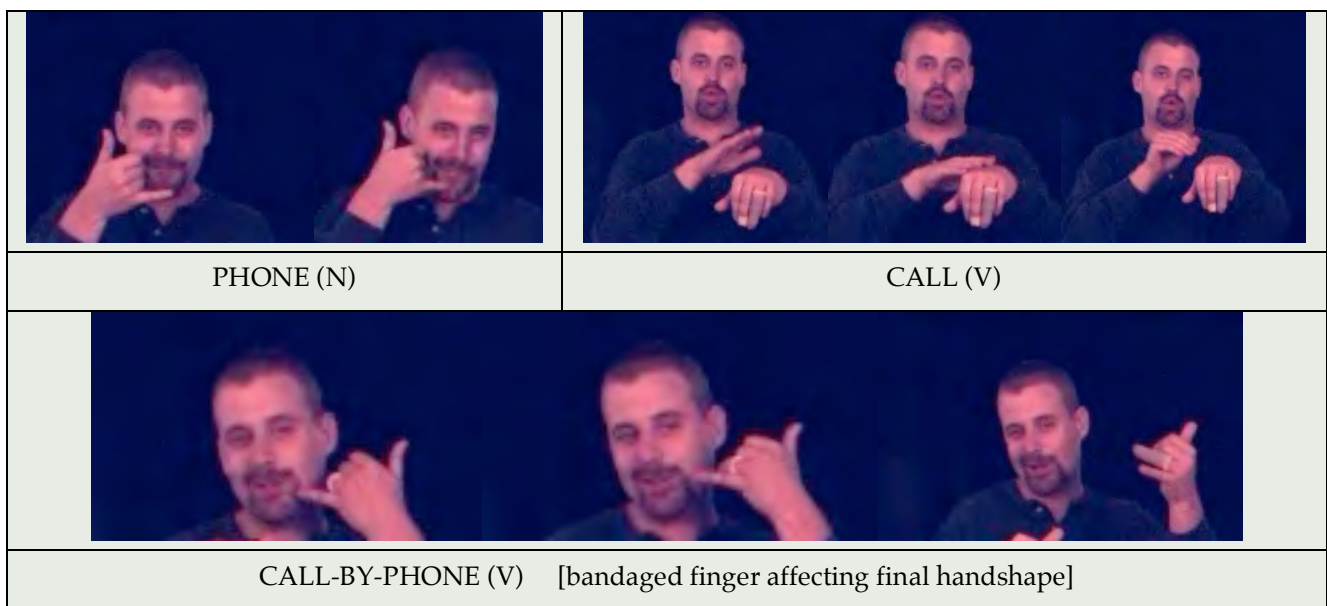 PHONE (N)
CALL (V)
CALL-BY-PHONE (V) [bandaged finger affecting final handshape]